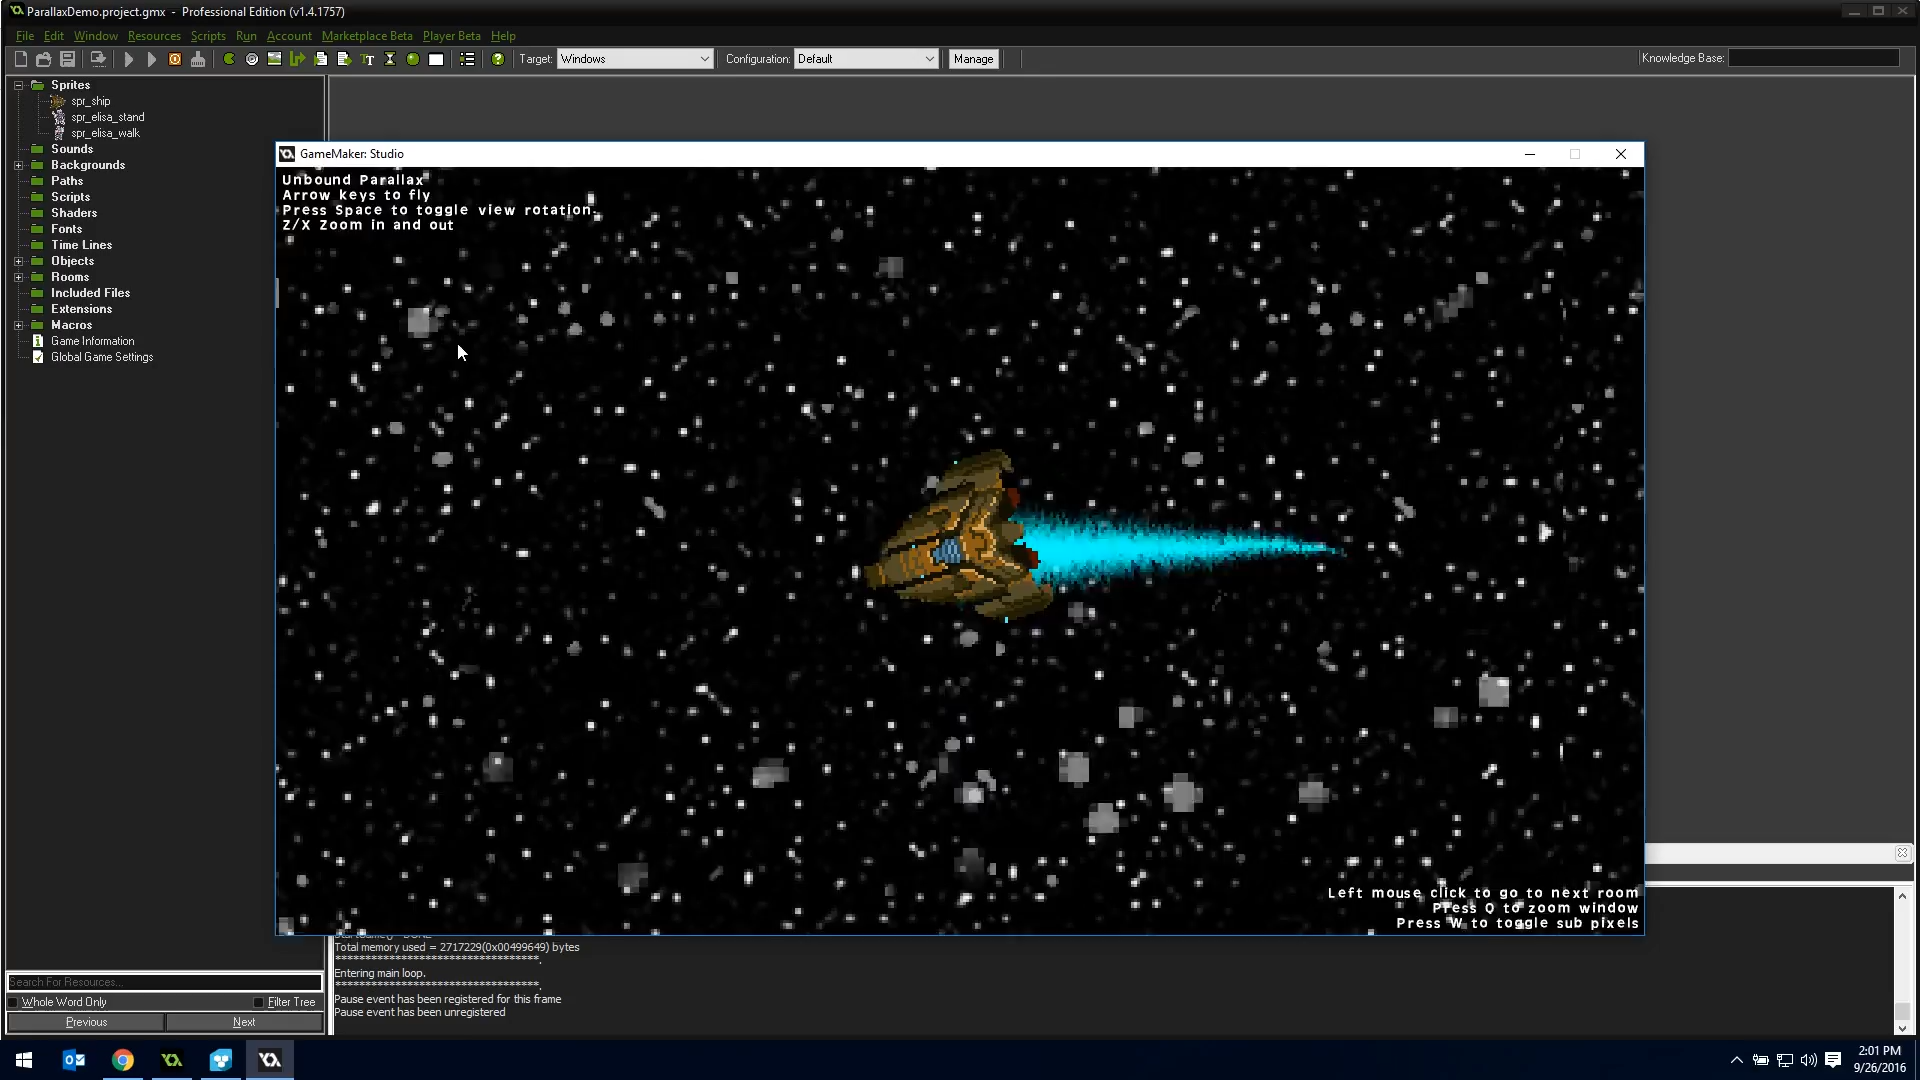 ParallaxDemo.project.gmx - Professional Edition (v1.4.1757)
File Edit Window Resources Scripts Run Account Marketplace Beta Player Beta Help
Target: Windows Configuration: Default Manage Knowledge Base:
Sprites
spr_ship
spr_elisa_stand
spr_elisa_walk
Sounds
Backgrounds
Paths
Scripts
Shaders
Fonts
Time Lines
Objects
Rooms
Included Files
Extensions
Macros
Game Information
Global Game Settings
GameMaker: Studio
Unbound Parallax
Arrow keys to fly
Press Space to toggle view rotation.
Z/X Zoom in and out
Left mouse click to go to next room
Press Q to zoom window
Press W to toggle sub pixels
Total memory used = 2717229(0x00499649) bytes
**********************************.
Entering main loop.
**********************************.
Pause event has been registered for this frame
Pause event has been unregistered
Search For Resources...
Whole Word Only Filter Tree
Previous Next
2:01 PM
9/26/2016